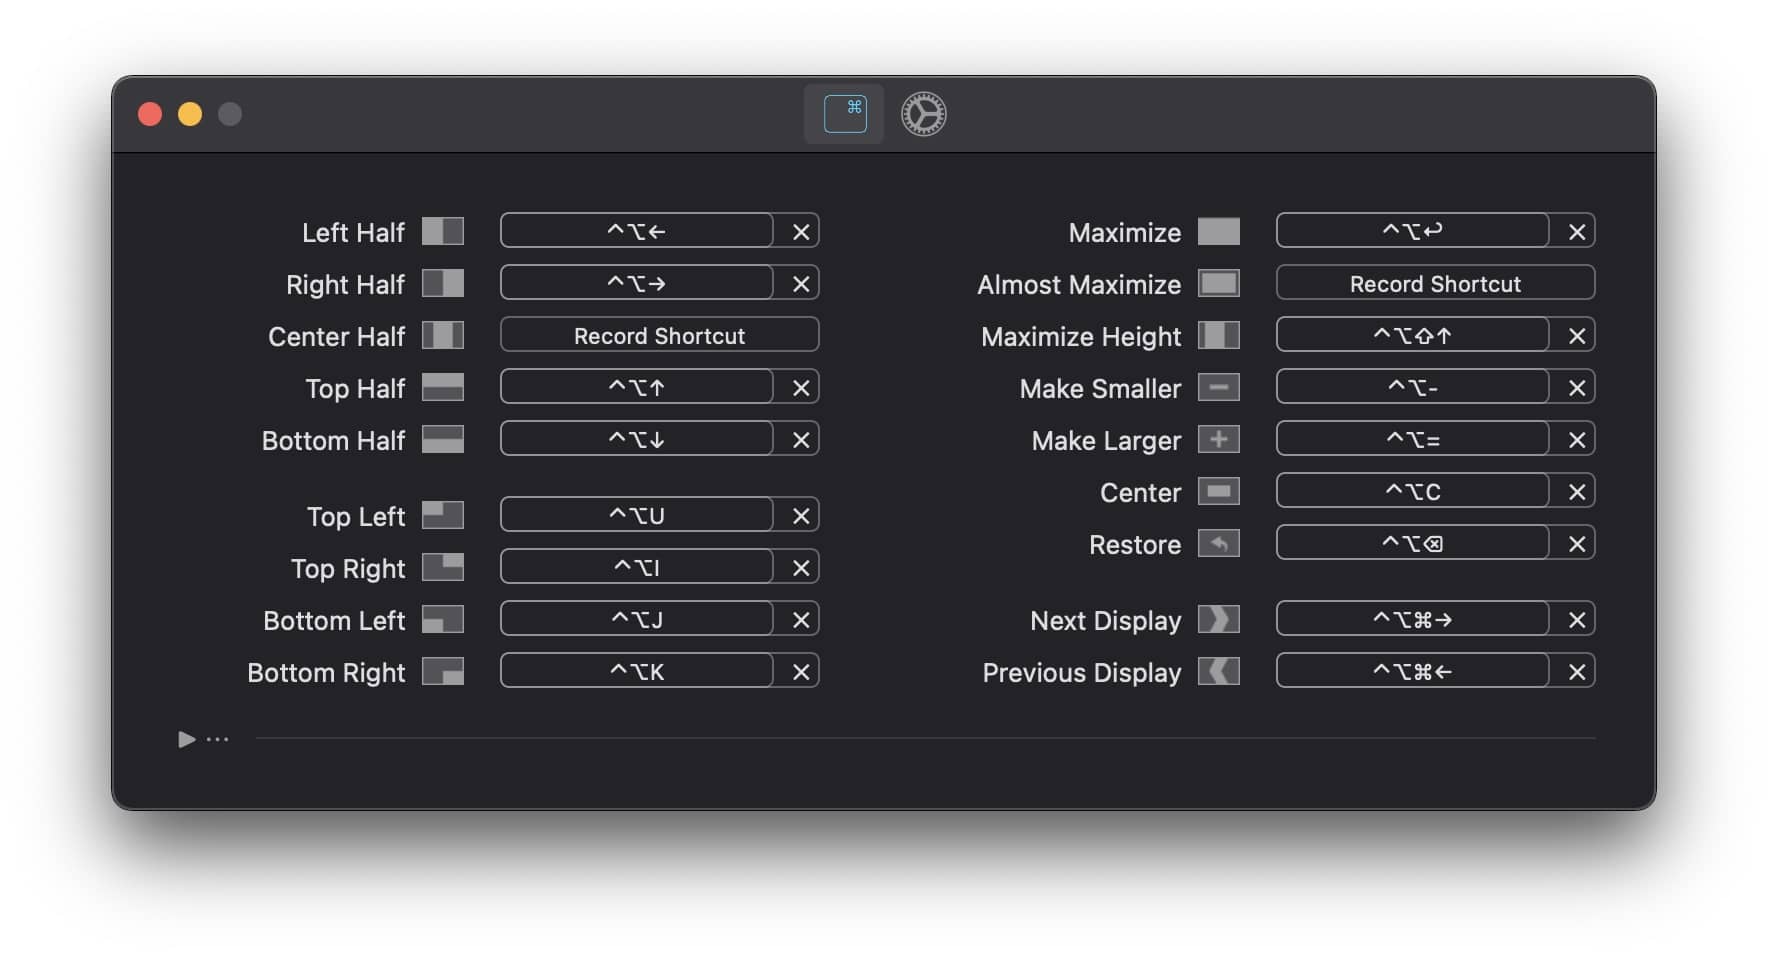 ⌘
Left Half ^⌥←
Right Half ^⌥→
Center Half Record Shortcut
Top Half ^⌥↑
Bottom Half ^⌥↓
Top Left ^⌥U
Top Right ^⌥I
Bottom Left ^⌥J
Bottom Right ^⌥K
Maximize ^⌥↩
Almost Maximize Record Shortcut
Maximize Height ^⌥⇧↑
Make Smaller ^⌥-
Make Larger ^⌥=
Center ^⌥C
Restore ^⌥⌫
Next Display ^⌥⌘→
Previous Display ^⌥⌘←
▶ ...